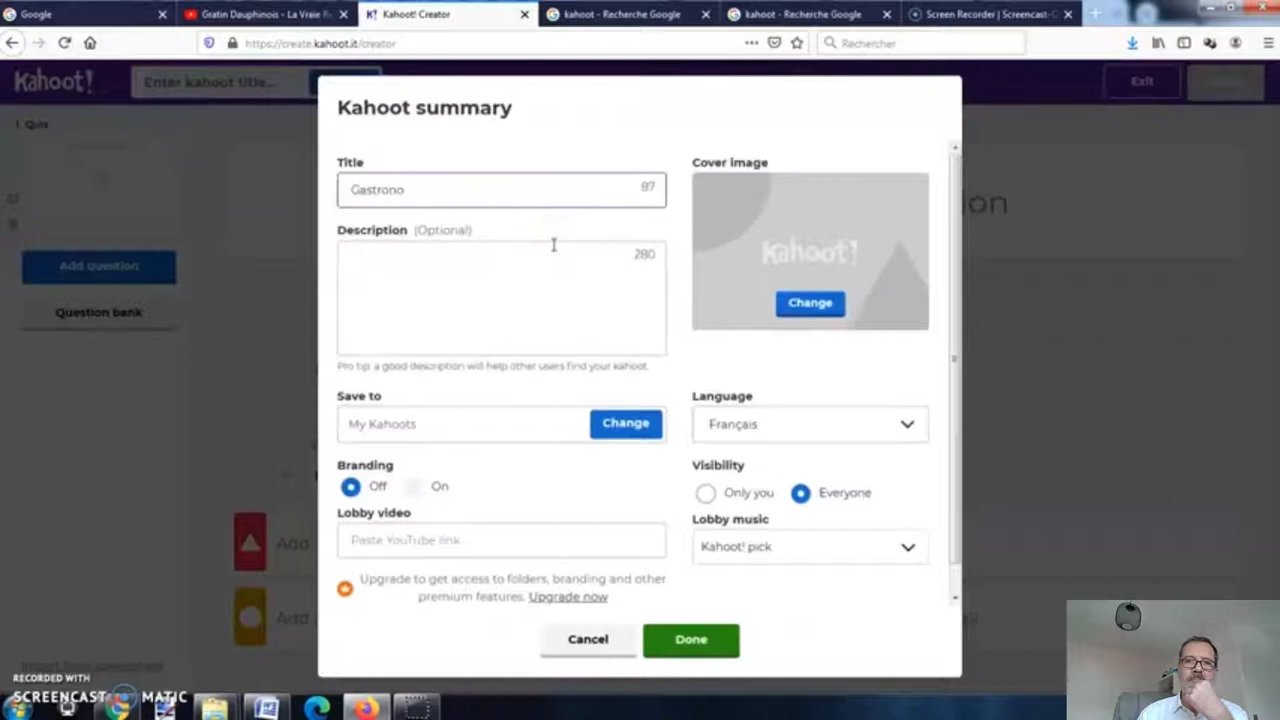 Google
Gratin Dauphinois - La Vraie R
Kahoot! Creator
kahoot - Recherche Google
kahoot - Recherche Google
Screen Recorder | Screencast-O
https://create.kahoot.it/creator
Rechercher
Kahoot!
Enter kahoot title...
Exit
Kahoot summary
1 Quiz
Title
Cover image
Gastrono
87
Description (Optional)
280
Kahoot!
Change
Add question
Question bank
Pro tip: a good description will help other users find your kahoot.
Save to
Language
My Kahoots
Change
Français
Branding
Visibility
Off
On
Only you
Everyone
Lobby video
Lobby music
Paste YouTube link
Kahoot! pick
Add
Upgrade to get access to folders, branding and other
premium features. Upgrade now
Add
Cancel
Done
RECORDED WITH
SCREENCAST MATIC